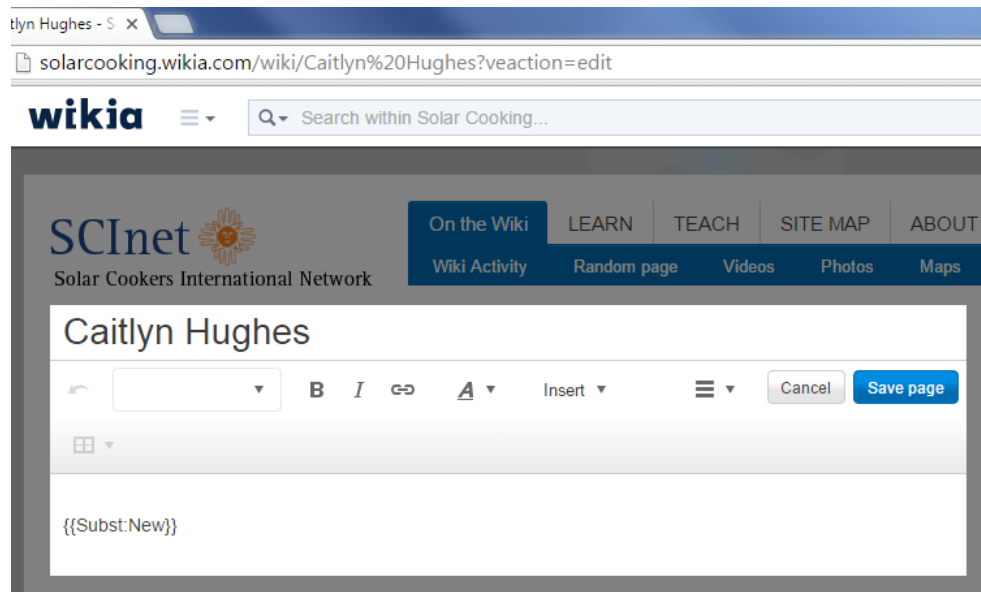 tlyn Hughes - S
solarcooking.wikia.com/wiki/Caitlyn%20Hughes?veaction=edit
wikia Search within Solar Cooking...
SCInet
Solar Cookers International Network
On the Wiki LEARN TEACH SITE MAP ABOUT
Wiki Activity Random page Videos Photos Maps
Caitlyn Hughes
B I A Insert Cancel Save page
{{Subst:New}}